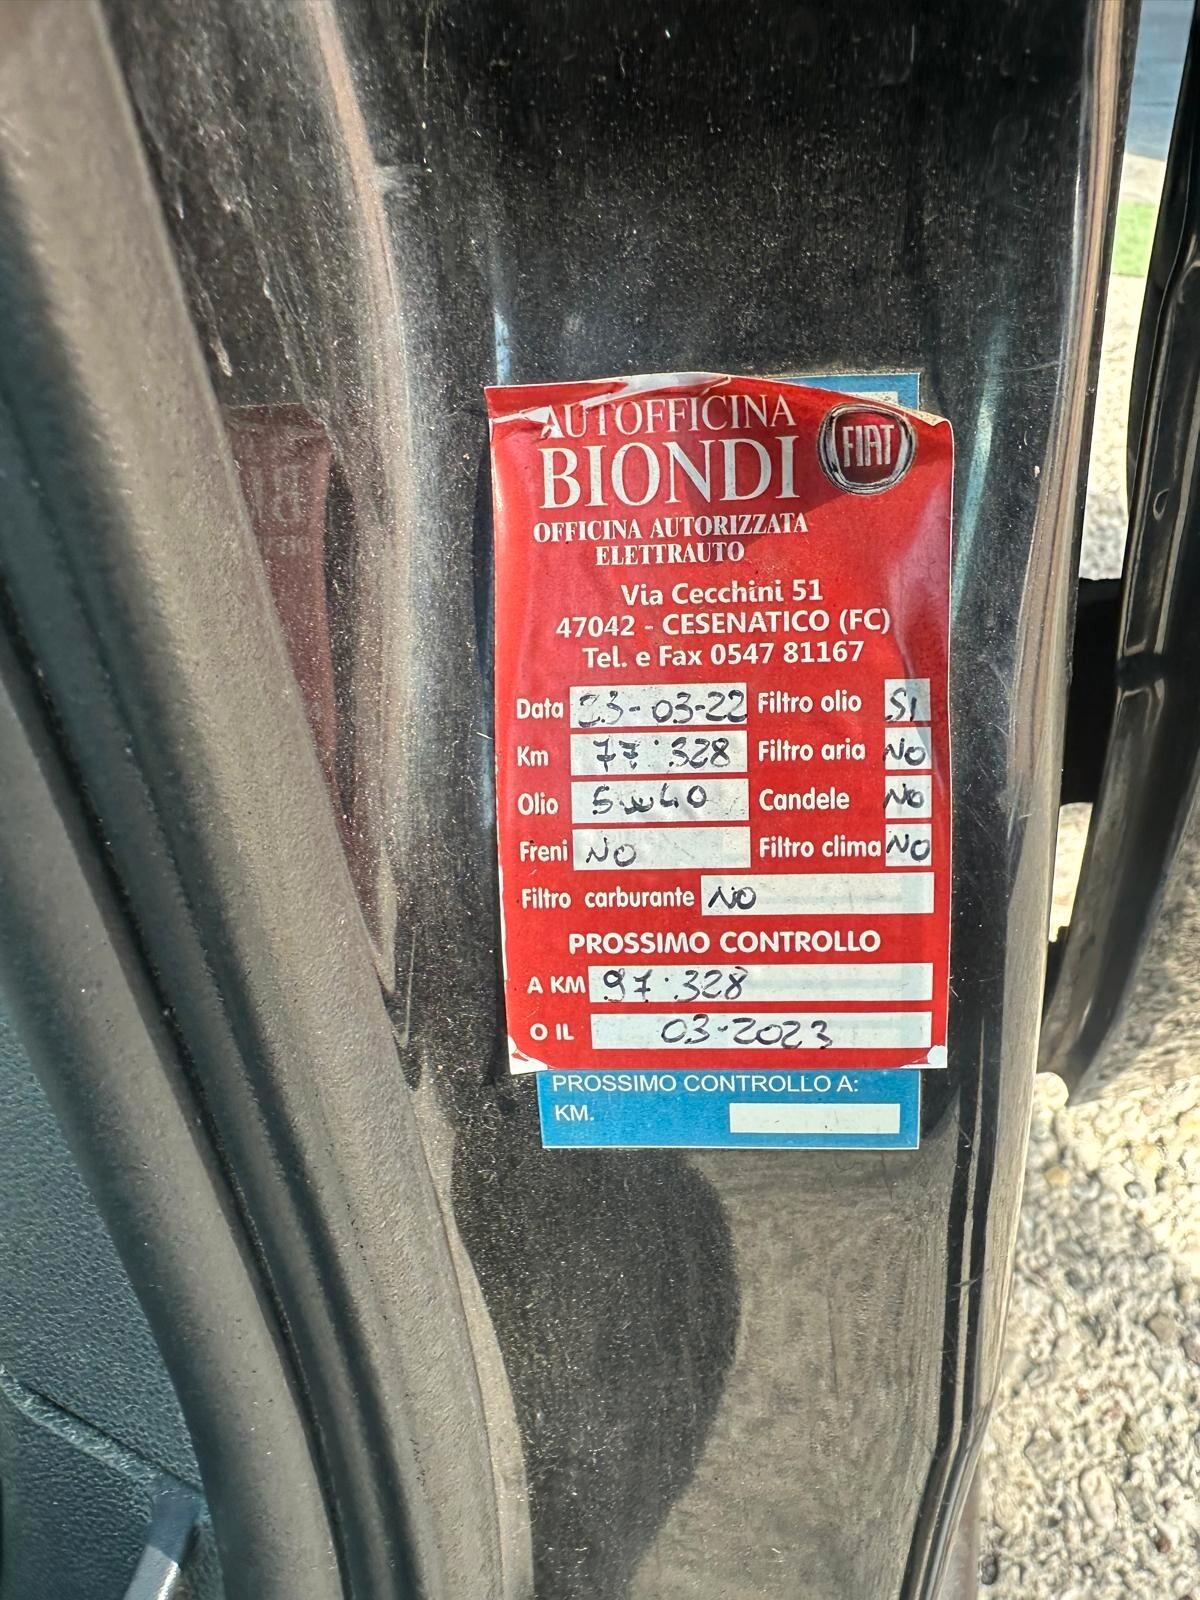 AUTOFFICINA
BIONDI
FIAT
OFFICINA AUTORIZZATA
ELETTRAUTO
Via Cecchini 51
47042 - CESENATICO (FC)
Tel. e Fax 0547 81167
Data 23-03-22 Filtro olio SI
Km 77.328 Filtro aria NO
Olio 5w40 Candele NO
Freni NO Filtro clima NO
Filtro carburante NO
PROSSIMO CONTROLLO
A KM 97.328
O IL 03-2023
PROSSIMO CONTROLLO A:
KM.